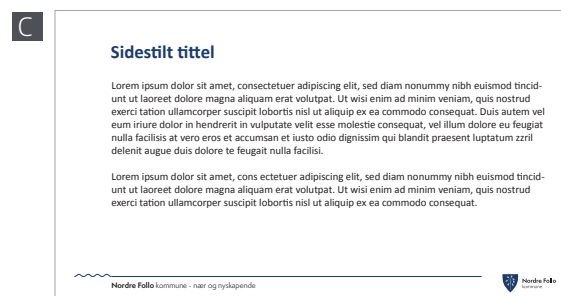 C
Sidestilt tittel
Lorem ipsum dolor sit amet, consectetuer adipiscing elit, sed diam nonummy nibh euismod tincid-
unt ut laoreet dolore magna aliquam erat volutpat. Ut wisi enim ad minim veniam, quis nostrud
exerci tation ullamcorper suscipit lobortis nisl ut aliquip ex ea commodo consequat. Duis autem vel
eum iriure dolor in hendrerit in vulputate velit esse molestie consequat, vel illum dolore eu feugiat
nulla facilisis at vero eros et accumsan et iusto odio dignissim qui blandit praesent luptatum zzril
delenit augue duis dolore te feugait nulla facilisi.
Lorem ipsum dolor sit amet, cons ectetuer adipiscing elit, sed diam nonummy nibh euismod tincid-
unt ut laoreet dolore magna aliquam erat volutpat. Ut wisi enim ad minim veniam, quis nostrud
exerci tation ullamcorper suscipit lobortis nisl ut aliquip ex ea commodo consequat.
Nordre Follo kommune - nær og nyskapende
Nordre Follo
kommune